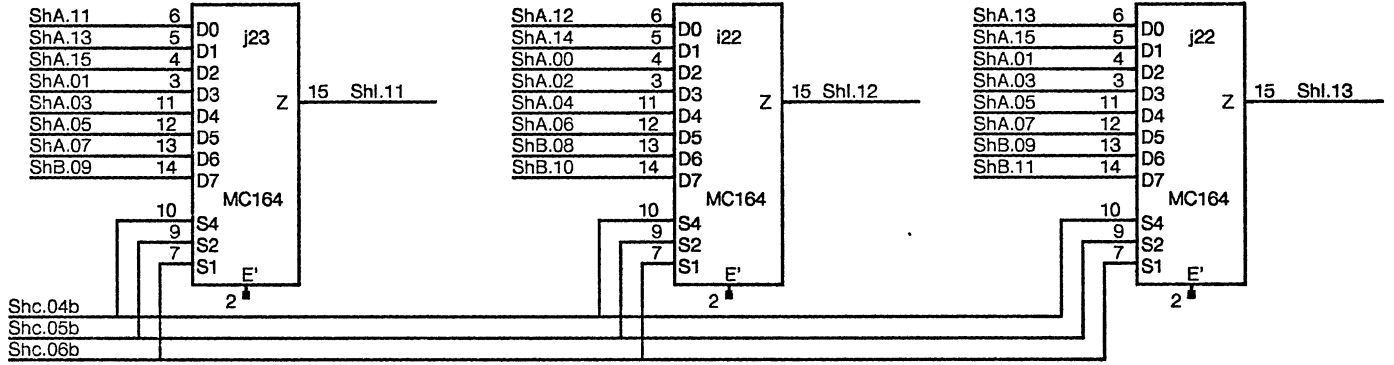 ShA.11 6 D0 j23
ShA.13 5 D1
ShA.15 4 D2
ShA.01 3 D3
ShA.03 11 D4
ShA.05 12 D5
ShA.07 13 D6
ShB.09 14 D7
Z 15 ShI.11
MC164
10 S4
9 S2
7 S1
E'
2
ShA.12 6 D0 i22
ShA.14 5 D1
ShA.00 4 D2
ShA.02 3 D3
ShA.04 11 D4
ShA.06 12 D5
ShB.08 13 D6
ShB.10 14 D7
Z 15 ShI.12
MC164
10 S4
9 S2
7 S1
E'
2
ShA.13 6 D0 j22
ShA.15 5 D1
ShA.01 4 D2
ShA.03 3 D3
ShA.05 11 D4
ShA.07 12 D5
ShB.09 13 D6
ShB.11 14 D7
Z 15 ShI.13
MC164
10 S4
9 S2
7 S1
E'
2
Shc.04b
Shc.05b
Shc.06b